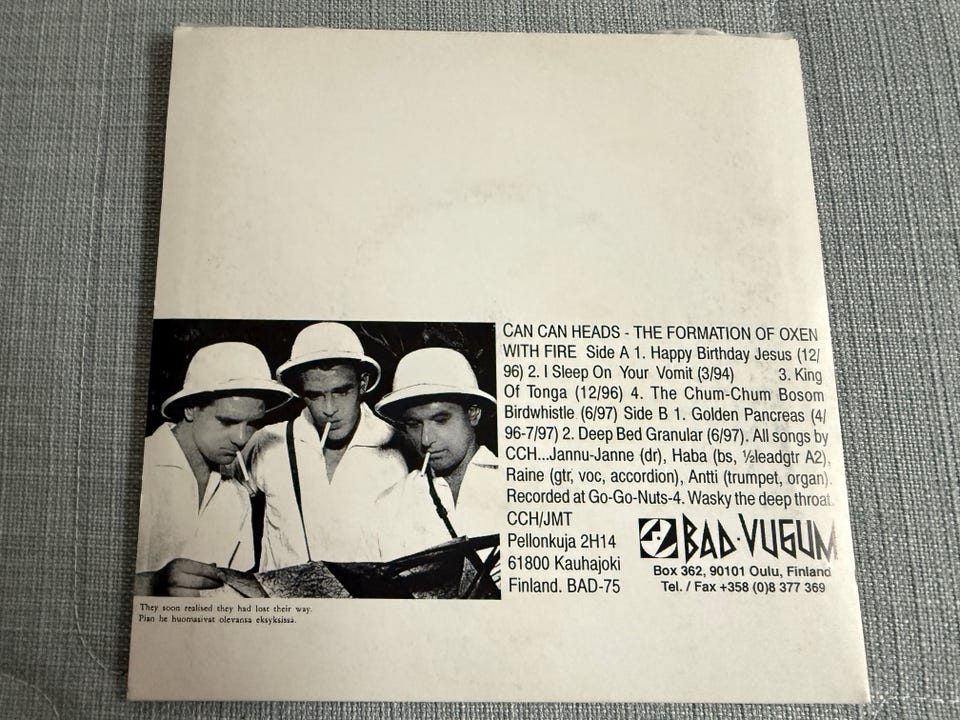 CAN CAN HEADS - THE FORMATION OF OXEN
WITH FIRE Side A 1. Happy Birthday Jesus (12/
96) 2. I Sleep On Your Vomit (3/94) 3. King
Of Tonga (12/96) 4. The Chum-Chum Bosom
Birdwhistle (6/97) Side B 1. Golden Pancreas (4/
96-7/97) 2. Deep Bed Granular (6/97). All songs by
CCH...Jannu-Janne (dr), Haba (bs, ½leadgtr A2),
Raine (gtr, voc, accordion), Antti (trumpet, organ).
Recorded at Go-Go-Nuts-4. Wasky the deep throat.
CCH/JMT
Pellonkuja 2H14
61800 Kauhajoki
Finland. BAD-75
BAD·VUGUM
Box 362, 90101 Oulu, Finland
Tel. / Fax +358 (0)8 377 369
They soon realised they had lost their way.
Pian he huomasivat olevansa eksyksissä.